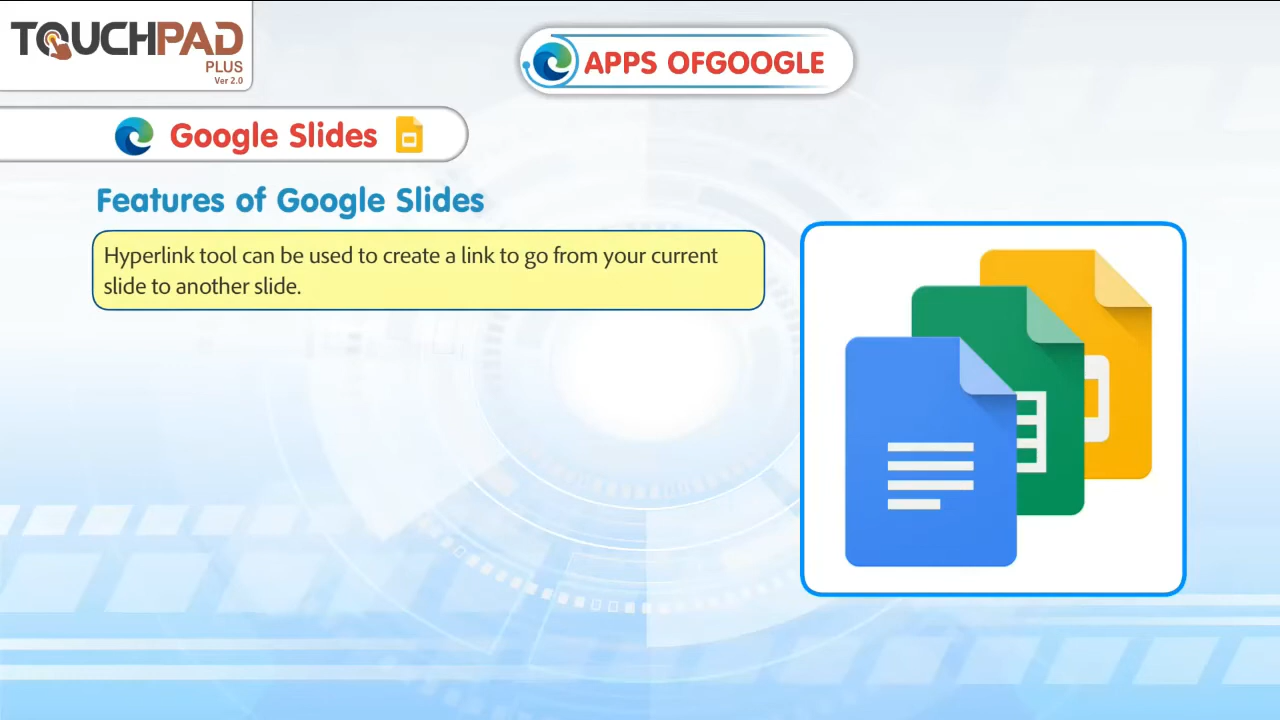 TOUCHPAD
PLUS
Ver 2.0
APPS OFGOOGLE
Google Slides
Features of Google Slides
Hyperlink tool can be used to create a link to go from your current
slide to another slide.